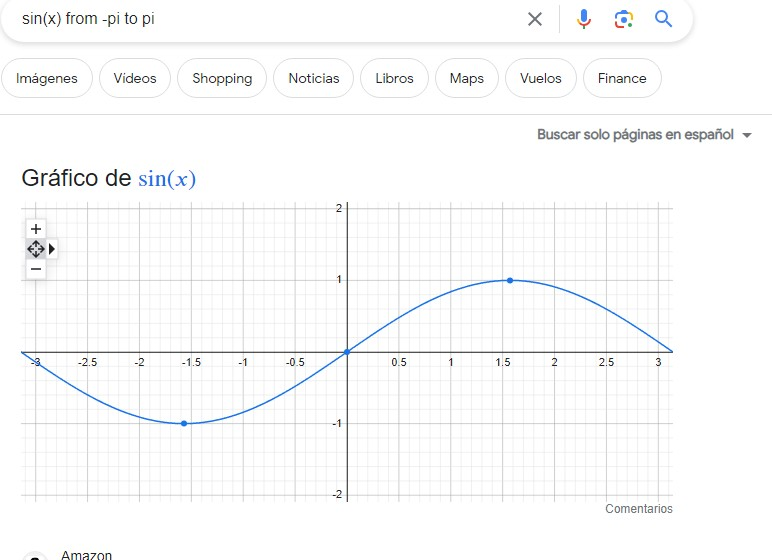 sin(x) from -pi to pi
Imágenes Vídeos Shopping Noticias Libros Maps Vuelos Finance
Buscar solo páginas en español
Gráfico de sin(x)
+
−
2
1
-3 -2.5 -2 -1.5 -1 -0.5 0 0.5 1 1.5 2 2.5 3
-1
-2
Comentarios
Amazon